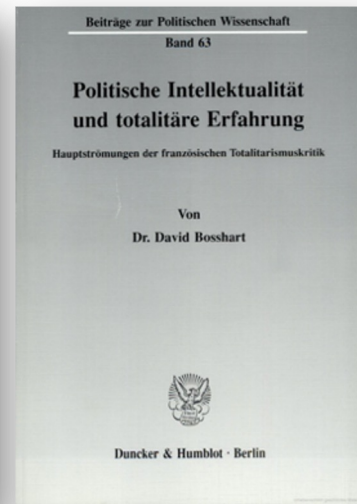 Beiträge zur Politischen Wissenschaft
Band 63
Politische Intellektualität
und totalitäre Erfahrung
Hauptströmungen der französischen Totalitarismuskritik
Von
Dr. David Bosshart
Duncker & Humblot · Berlin